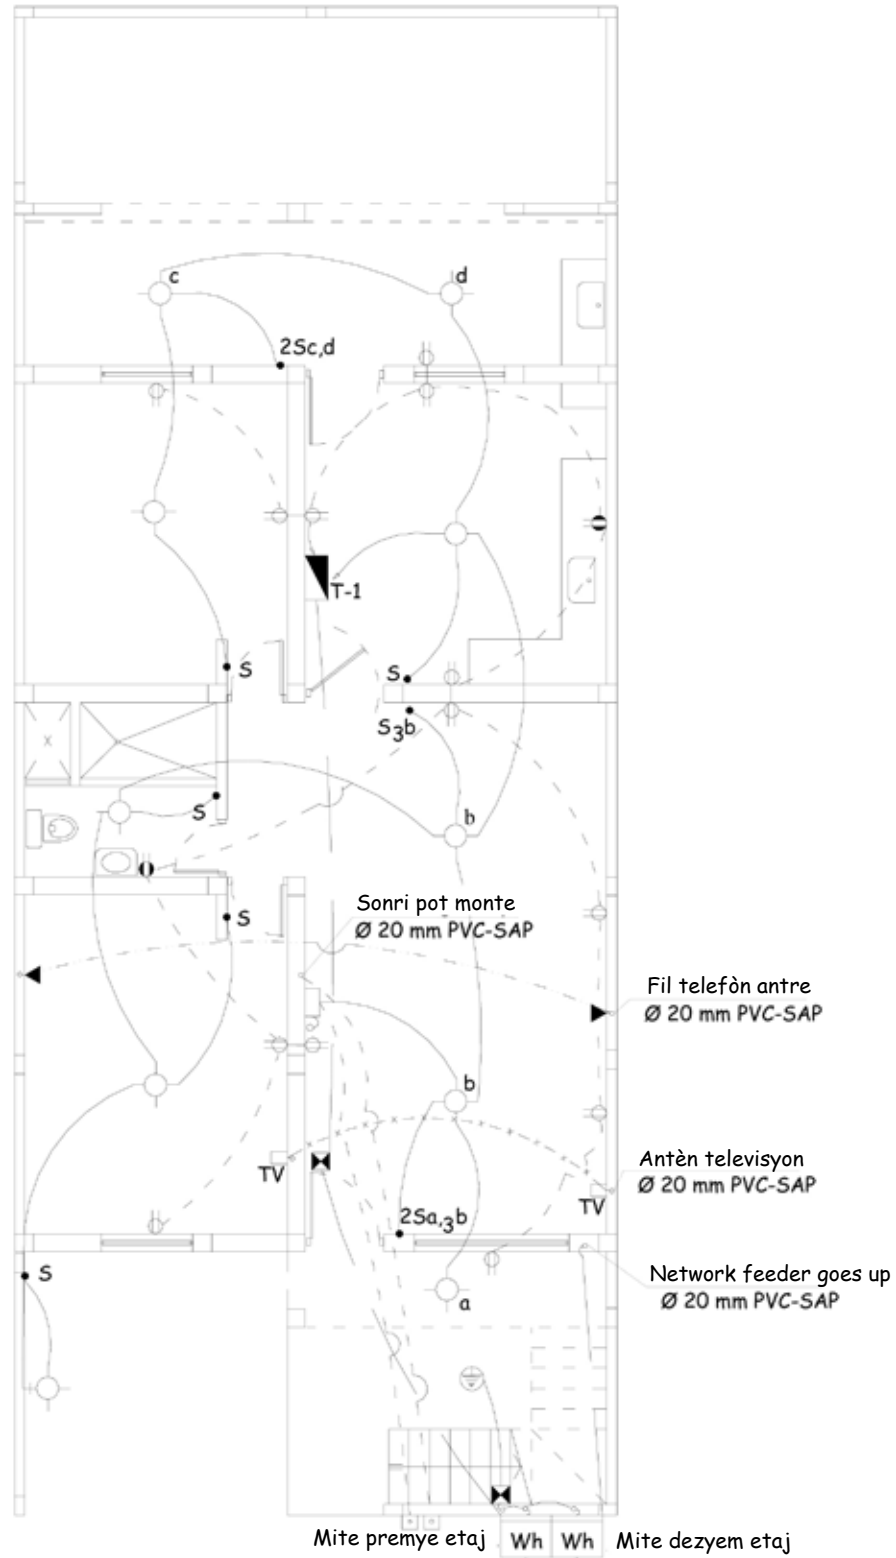 c
d
2Sc,d
T-1
S
S
S3b
S
b
S
Sonri pot monte
Ø 20 mm PVC-SAP
Fil telefòn antre
Ø 20 mm PVC-SAP
b
Antèn televisyon
Ø 20 mm PVC-SAP
TV
TV
2Sa,3b
S
Network feeder goes up
Ø 20 mm PVC-SAP
a
Mite premye etaj
Wh
Wh
Mite dezyem etaj